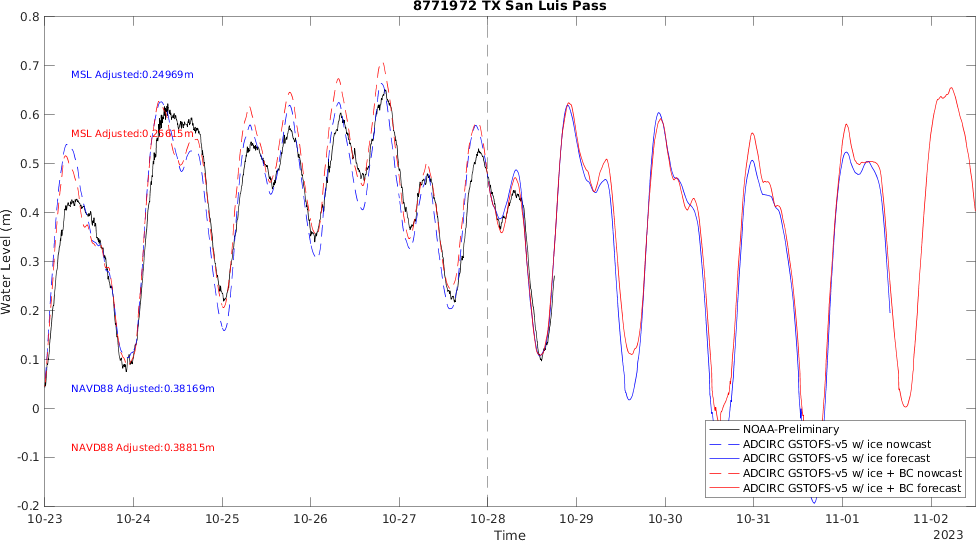 8771972 TX San Luis Pass
0.8
0.7
0.6
0.5
0.4
0.3
0.2
0.1
0
-0.1
-0.2
Water Level (m)
MSL Adjusted:0.24969m
MSL Adjusted:0.25615m
NAVD88 Adjusted:0.38169m
NAVD88 Adjusted:0.38815m
NOAA-Preliminary
ADCIRC GSTOFS-v5 w/ ice nowcast
ADCIRC GSTOFS-v5 w/ ice forecast
ADCIRC GSTOFS-v5 w/ ice + BC nowcast
ADCIRC GSTOFS-v5 w/ ice + BC forecast
10-23 10-24 10-25 10-26 10-27 10-28 10-29 10-30 10-31 11-01 11-02
Time
2023